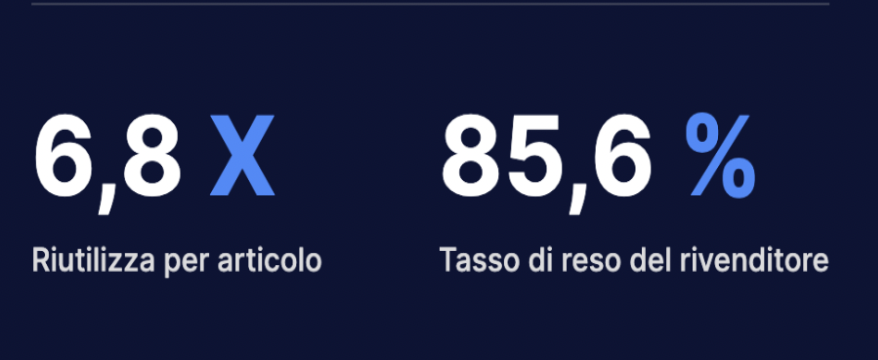 6,8 X
85,6 %
Riutilizza per articolo
Tasso di reso del rivenditore